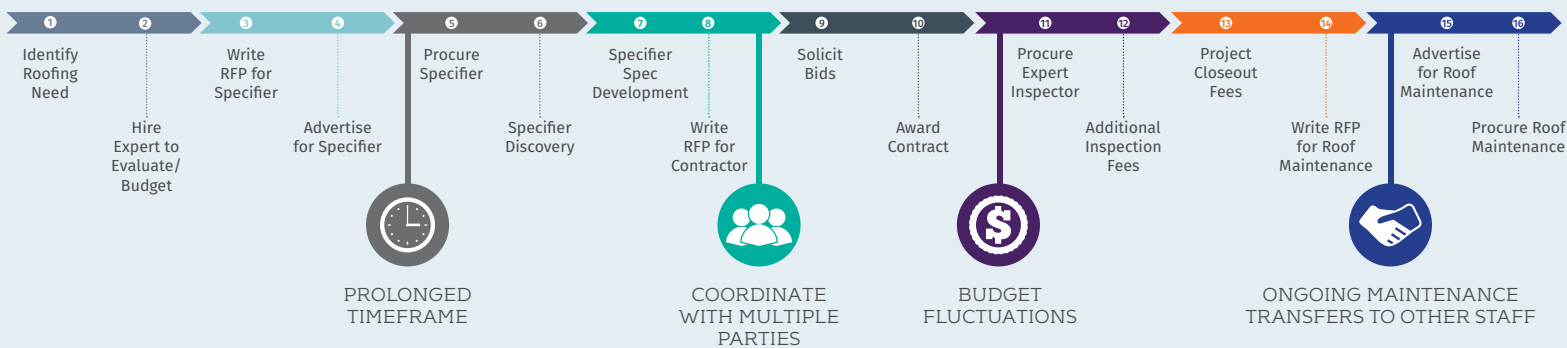 1
Identify
Roofing
Need
2
Hire
Expert to
Evaluate/
Budget
3
Write
RFP for
Specifier
4
Advertise
for Specifier
5
Procure
Specifier
6
Specifier
Discovery
7
Specifier
Spec
Development
8
Write
RFP for
Contractor
9
Solicit
Bids
10
Award
Contract
11
Procure
Expert
Inspector
12
Additional
Inspection
Fees
13
Project
Closeout
Fees
14
Write RFP
for Roof
Maintenance
15
Advertise
for Roof
Maintenance
16
Procure Roof
Maintenance
PROLONGED
TIMEFRAME
COORDINATE
WITH MULTIPLE
PARTIES
$
BUDGET
FLUCTUATIONS
ONGOING MAINTENANCE
TRANSFERS TO OTHER STAFF